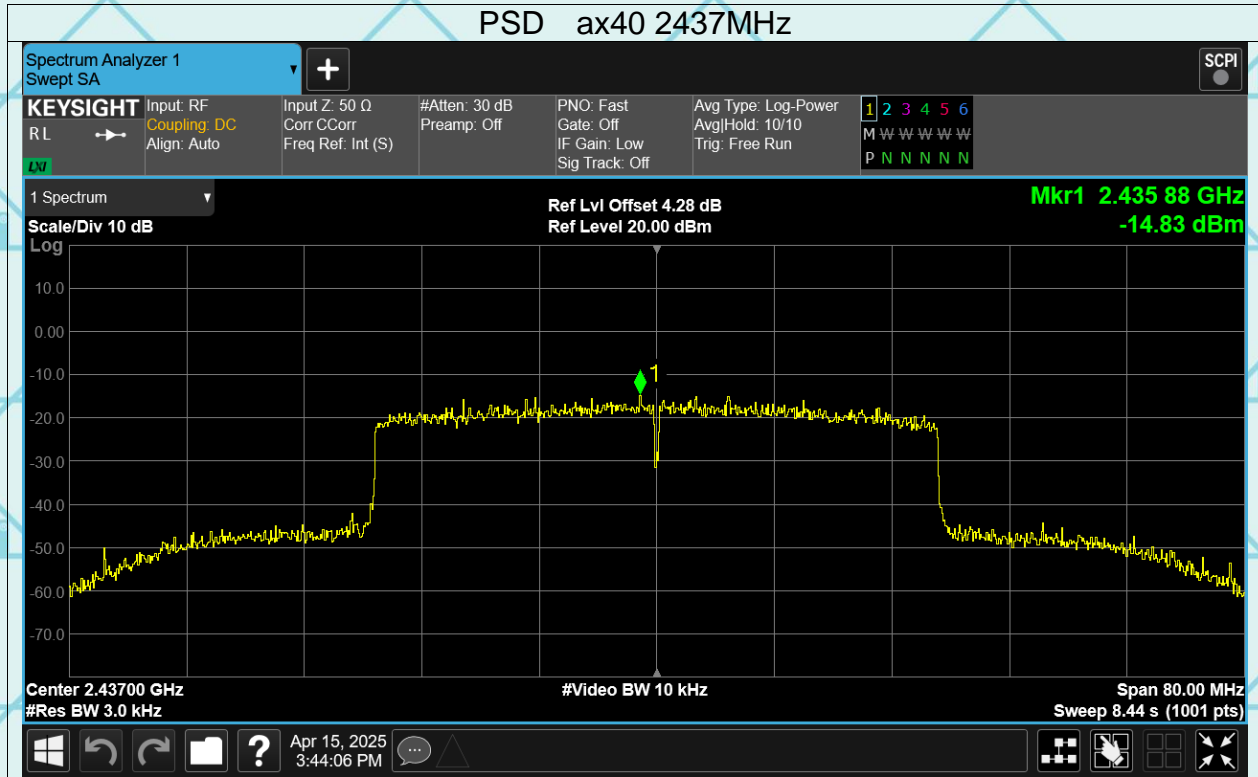 PSD ax40 2437MHz
Spectrum Analyzer 1
Swept SA
+
SCPI
KEYSIGHT
R L
LXI
Input: RF
Coupling: DC
Align: Auto
Input Z: 50 Ω
Corr CCorr
Freq Ref: Int (S)
#Atten: 30 dB
Preamp: Off
PNO: Fast
Gate: Off
IF Gain: Low
Sig Track: Off
Avg Type: Log-Power
Avg|Hold: 10/10
Trig: Free Run
1 2 3 4 5 6
M W W W W W
P N N N N N
1 Spectrum
Scale/Div 10 dB
Ref Lvl Offset 4.28 dB
Ref Level 20.00 dBm
Mkr1 2.435 88 GHz
-14.83 dBm
Log
10.0
0.00
-10.0
-20.0
-30.0
-40.0
-50.0
-60.0
-70.0
1
Center 2.43700 GHz
#Res BW 3.0 kHz
#Video BW 10 kHz
Span 80.00 MHz
Sweep 8.44 s (1001 pts)
?
Apr 15, 2025
3:44:06 PM